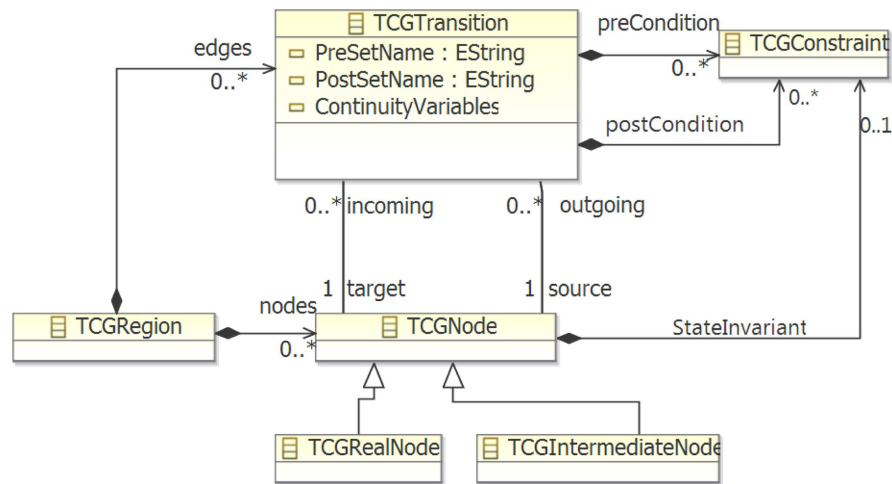 TCGTransition
PreSetName : EString
PostSetName : EString
ContinuityVariables
edges
0..*
preCondition
0..*
TCGConstraint
postCondition
0..*
0..1
0..* incoming
0..* outgoing
1 target
1 source
TCGRegion
nodes
0..*
TCGNode
StateInvariant
TCGRealNode
TCGIntermediateNode